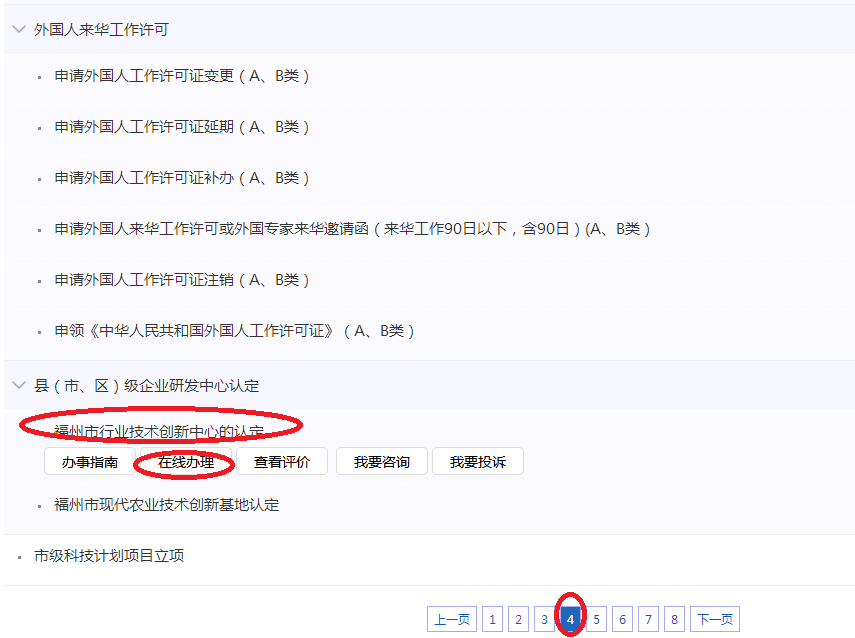 外国人来华工作许可
申请外国人工作许可证变更（A、B类）
申请外国人工作许可证延期（A、B类）
申请外国人工作许可证补办（A、B类）
申请外国人来华工作许可或外国专家来华邀请函（来华工作90日以下，含90日）(A、B类）
申请外国人工作许可证注销（A、B类）
申领《中华人民共和国外国人工作许可证》（A、B类）
县（市、区）级企业研发中心认定
福州市行业技术创新中心的认定
办事指南 在线办理 查看评价 我要咨询 我要投诉
福州市现代农业技术创新基地认定
市级科技计划项目立项
上一页 1 2 3 4 5 6 7 8 下一页